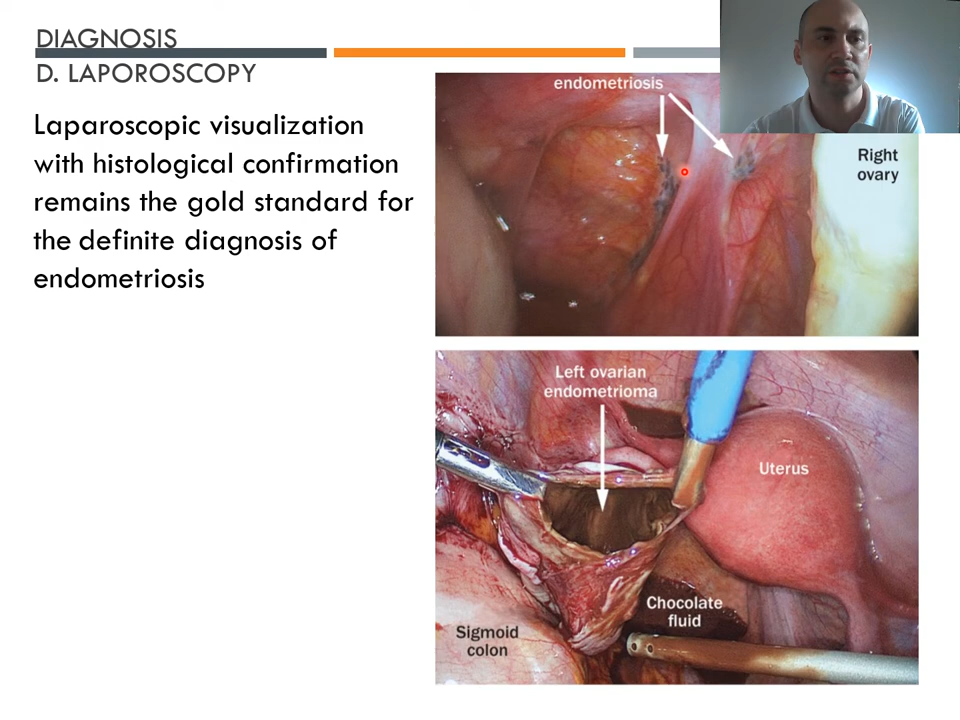 DIAGNOSIS
D. LAPOROSCOPY
Laparoscopic visualization
with histological confirmation
remains the gold standard for
the definite diagnosis of
endometriosis
endometriosis
Right
ovary
Left ovarian
endometrioma
Uterus
Chocolate
fluid
Sigmoid
colon